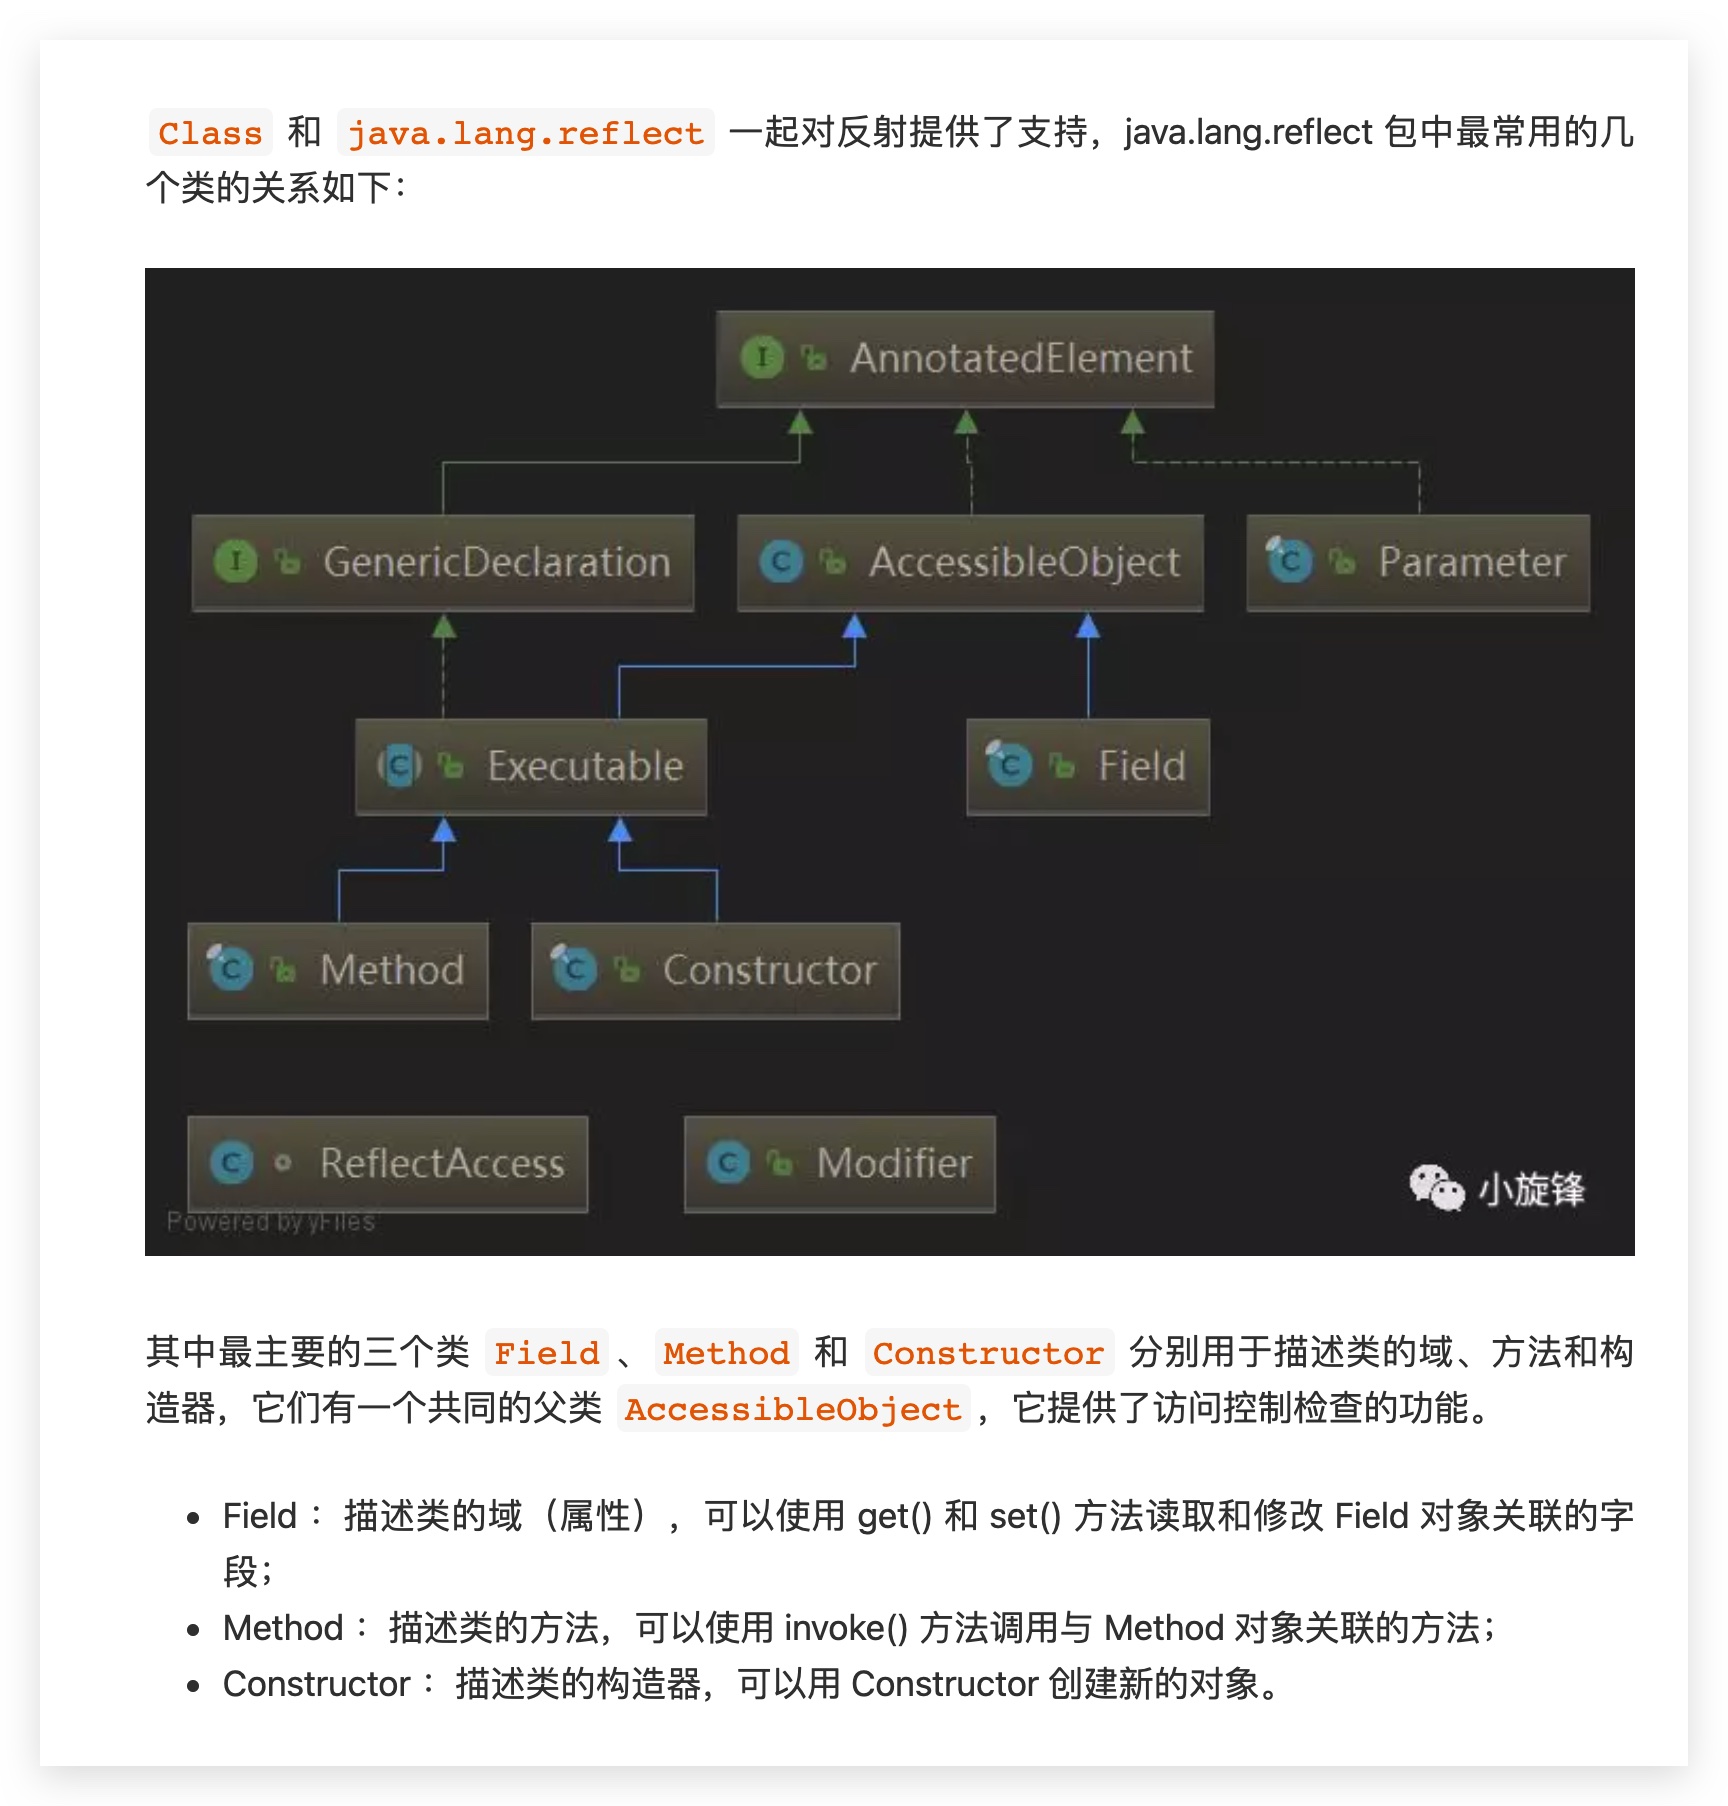 Class 和 java.lang.reflect 一起对反射提供了支持，java.lang.reflect 包中最常用的几
个类的关系如下：
AnnotatedElement
GenericDeclaration
AccessibleObject
Parameter
Executable
Field
Method
Constructor
ReflectAccess
Modifier
小旋锋
Powered by yFiles
其中最主要的三个类 Field 、 Method 和 Constructor 分别用于描述类的域、方法和构
造器，它们有一个共同的父类 AccessibleObject ，它提供了访问控制检查的功能。
• Field ：描述类的域（属性），可以使用 get() 和 set() 方法读取和修改 Field 对象关联的字
段；
• Method ：描述类的方法，可以使用 invoke() 方法调用与 Method 对象关联的方法；
• Constructor ：描述类的构造器，可以用 Constructor 创建新的对象。